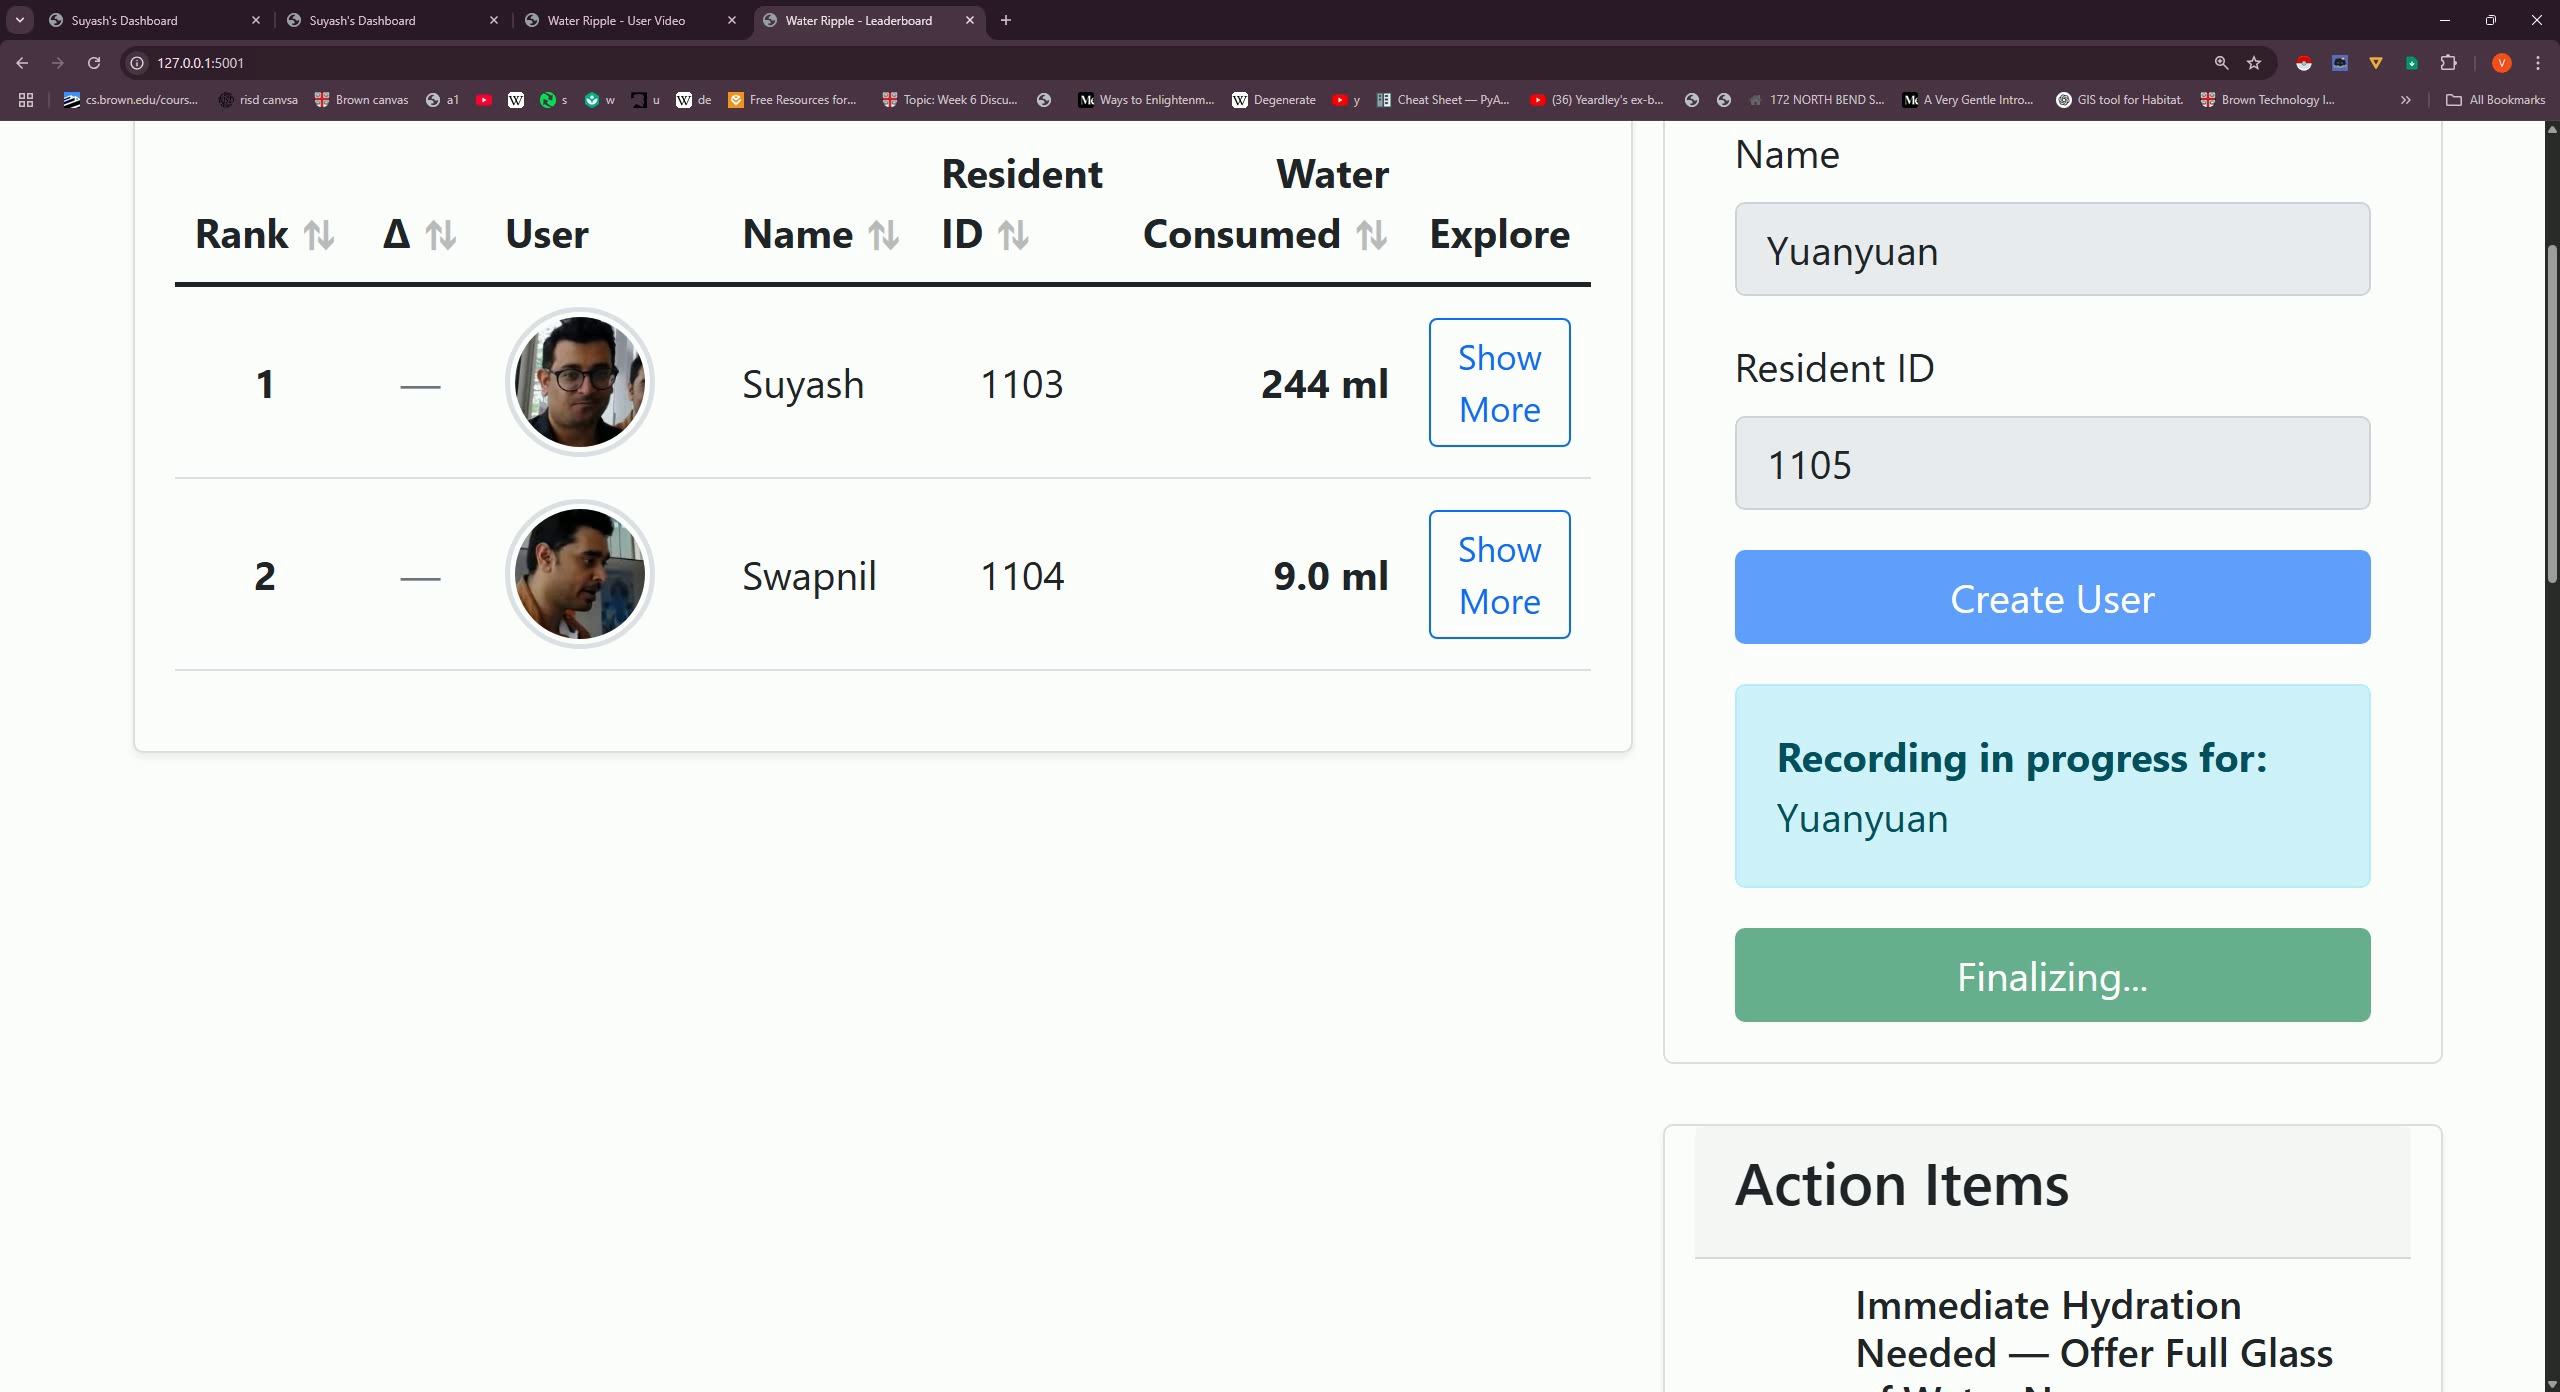 Suyash's Dashboard
Suyash's Dashboard
Water Ripple - User Video
Water Ripple - Leaderboard
127.0.0.1:5001
V
cs.brown.edu/cours...
risd canvsa
Brown canvas
a1
s
w
u
de
Free Resources for...
Topic: Week 6 Discu...
Ways to Enlightenm...
Degenerate
y
Cheat Sheet — PyA...
(36) Yeardley's ex-b...
172 NORTH BEND S...
A Very Gentle Intro...
GIS tool for Habitat.
Brown Technology I...
All Bookmarks
Rank
Δ
User
Name
Resident
ID
Water
Consumed
Explore
1 — Suyash 1103 244 ml Show
More
2 — Swapnil 1104 9.0 ml Show
More
Name
Yuanyuan
Resident ID
1105
Create User
Recording in progress for:
Yuanyuan
Finalizing...
Action Items
Immediate Hydration
Needed — Offer Full Glass